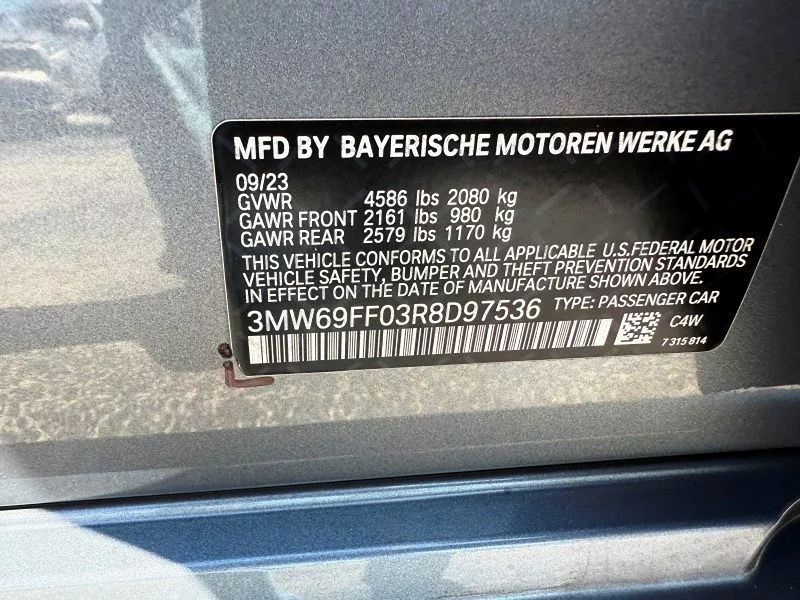 MFD BY BAYERISCHE MOTOREN WERKE AG
09/23
GVWR 4586 lbs 2080 kg
GAWR FRONT 2161 lbs 980 kg
GAWR REAR 2579 lbs 1170 kg
THIS VEHICLE CONFORMS TO ALL APPLICABLE U.S.FEDERAL MOTOR
VEHICLE SAFETY, BUMPER AND THEFT PREVENTION STANDARDS
IN EFFECT ON THE DATE OF MANUFACTURE SHOWN ABOVE.
3MW69FF03R8D97536 TYPE: PASSENGER CAR
C4W
7 315 814